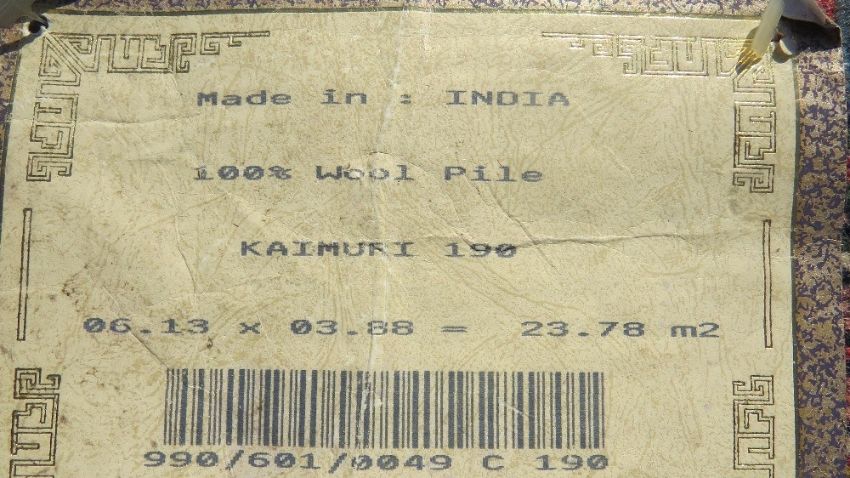 Made in : INDIA
100% Wool Pile
KAIMURI 190
06.13 x 03.88 = 23.78 m2
990/601/0049 C 190